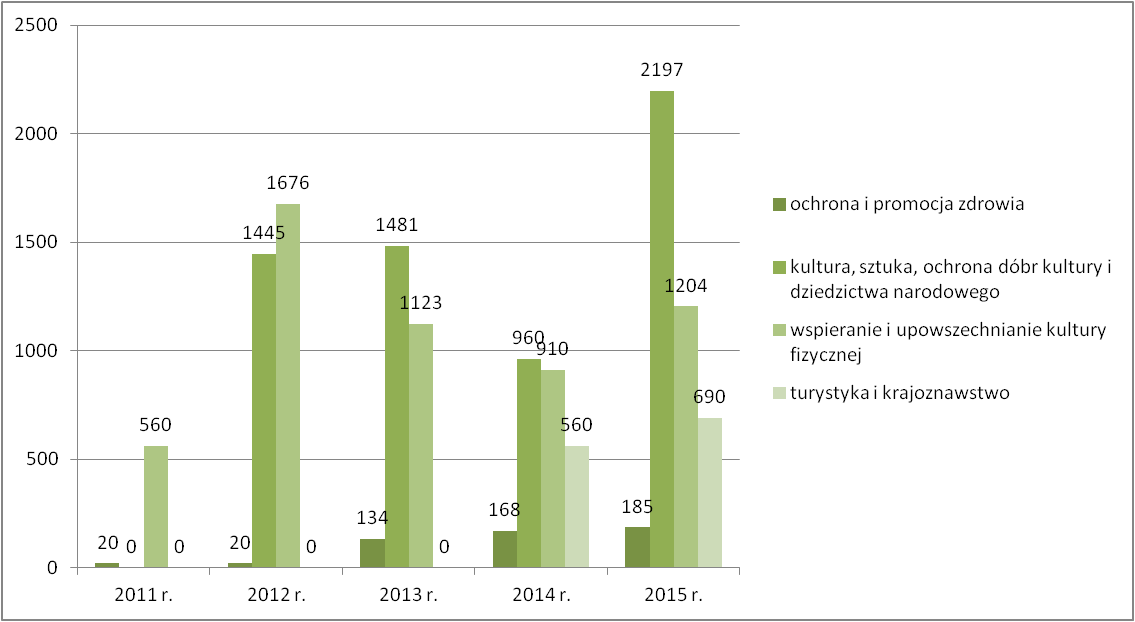 2500
2000
1500
1000
500
0
20 0 560 0
20 1445 1676 0
134 1481 1123 0
168 960 910 560
185 2197 1204 690
2011 r. 2012 r. 2013 r. 2014 r. 2015 r.
ochrona i promocja zdrowia
kultura, sztuka, ochrona dóbr kultury i
dziedzictwa narodowego
wspieranie i upowszechnianie kultury
fizycznej
turystyka i krajoznawstwo